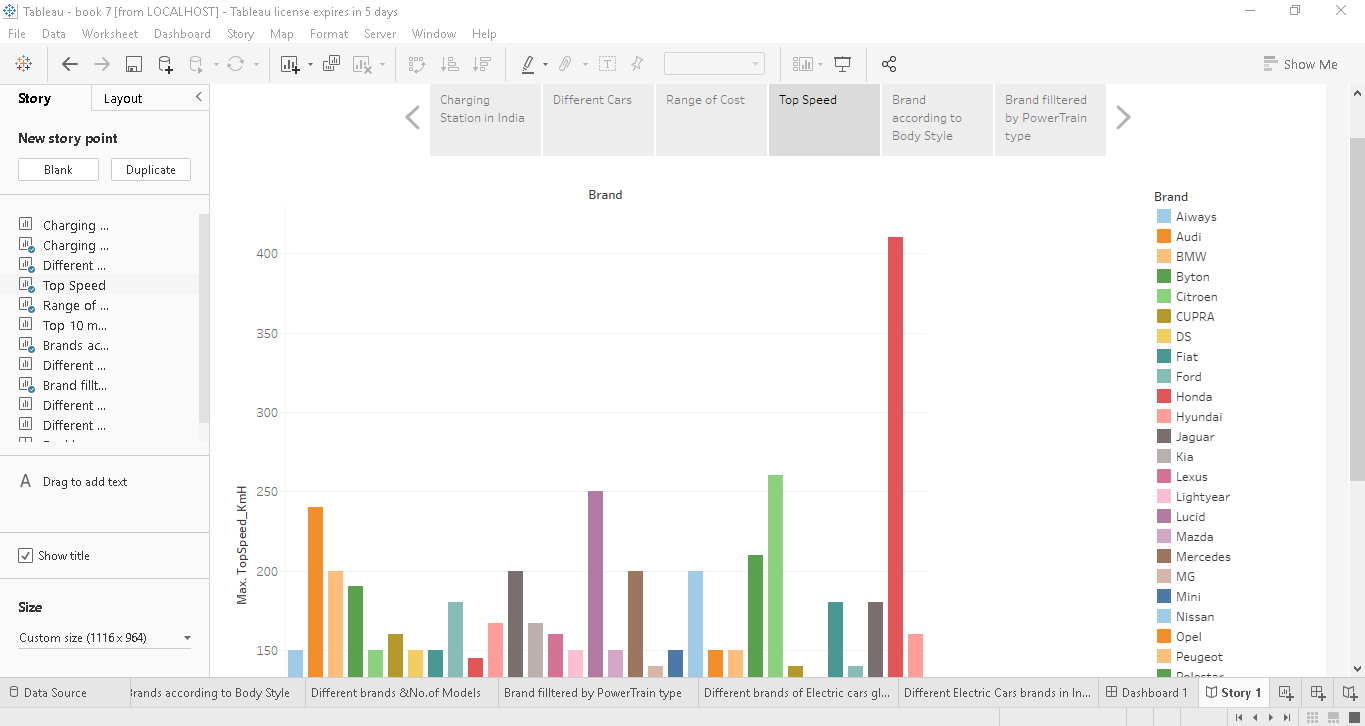 Tableau - book 7 [from LOCALHOST] - Tableau license expires in 5 days
File Data Worksheet Dashboard Story Map Format Server Window Help
Show Me
Story
Layout
New story point
Blank
Duplicate
Charging ...
Charging ...
Different ...
Top Speed
Range of ...
Top 10 m...
Brands ac...
Different ...
Brand fillt...
Different ...
Different ...
A Drag to add text
Show title
Size
Custom size (1116 x 964)
Charging
Station in India
Different Cars
Range of Cost
Top Speed
Brand
according to
Body Style
Brand filltered
by PowerTrain
type
Brand
400
350
300
250
200
150
Max. TopSpeed_KmH
Brand
Aiways
Audi
BMW
Byton
Citroen
CUPRA
DS
Fiat
Ford
Honda
Hyundai
Jaguar
Kia
Lexus
Lightyear
Lucid
Mazda
Mercedes
MG
Mini
Nissan
Opel
Peugeot
Polestar
Data Source
Brands according to Body Style
Different brands &No.of Models
Brand filltered by PowerTrain type
Different brands of Electric cars gl...
Different Electric Cars brands in In...
Dashboard 1
Story 1